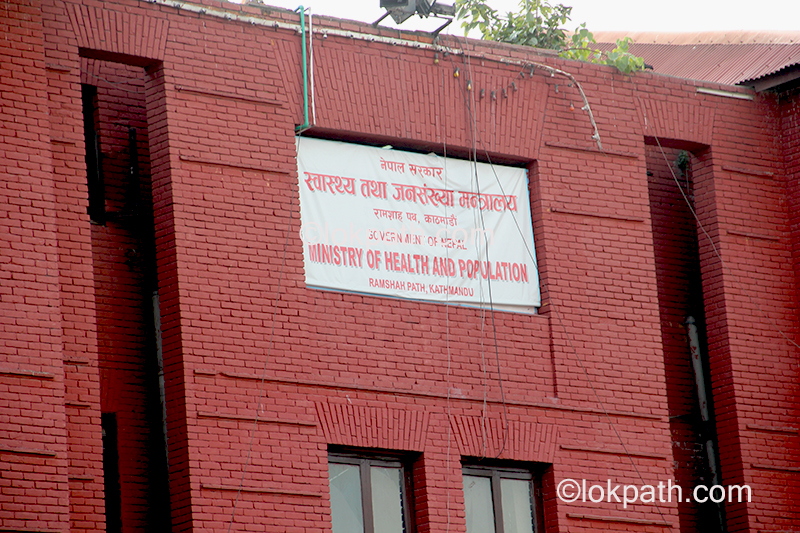 नेपाल सरकार
स्वास्थ्य तथा जनसंख्या मन्त्रालय
रामशाह पथ, काठमाडौं
GOVERNMENT OF NEPAL
MINISTRY OF HEALTH AND POPULATION
RAMSHAH PATH, KATHMANDU
©lokpath.com